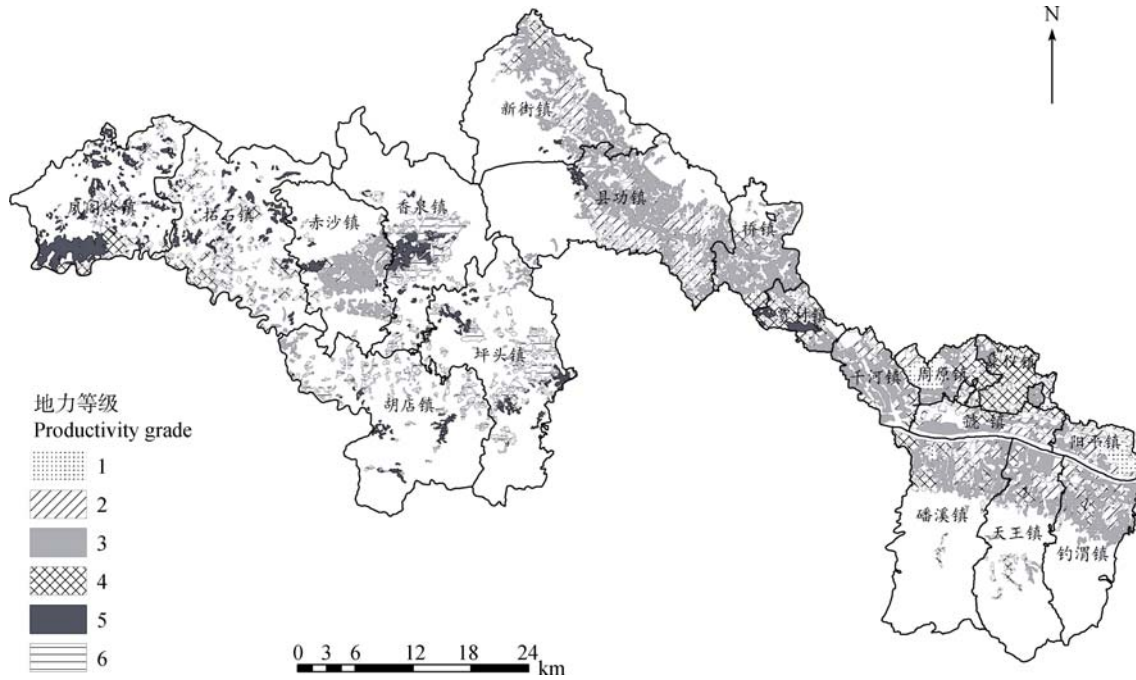 N
新街镇
县功镇
桥镇
凤阁岭镇
拓石镇
赤沙镇
香泉镇
贾村镇
坪头镇
千河镇
周原镇
胡店镇
虢 镇
阳平镇
磻溪镇
天王镇
钓渭镇
地力等级
Productivity grade
1
2
3
4
5
6
0 3 6 12 18 24
km